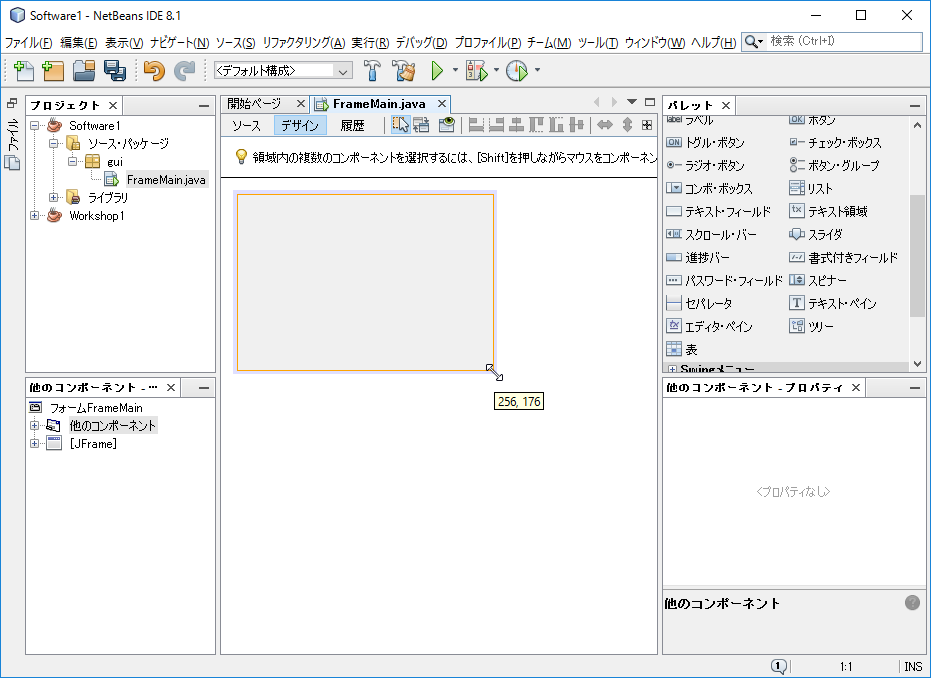 Software1 - NetBeans IDE 8.1
ファイル(F) 編集(E) 表示(V) ナビゲート(N) ソース(S) リファクタリング(A) 実行(R) デバッグ(D) プロファイル(P) チーム(M) ツール(T) ウィンドウ(W) ヘルプ(H) 検索 (Ctrl+I)
<デフォルト構成>
ファイル
プロジェクト
Software1
ソース・パッケージ
gui
FrameMain.java
ライブラリ
Workshop1
他のコンポーネント - ...
フォームFrameMain
他のコンポーネント
[JFrame]
開始ページ FrameMain.java
ソース デザイン 履歴
領域内の複数のコンポーネントを選択するには、[Shift]を押しながらマウスをコンポーネン
256, 176
パレット
ラベル ボタン
トグル・ボタン チェック・ボックス
ラジオ・ボタン ボタン・グループ
コンボ・ボックス リスト
テキスト・フィールド テキスト領域
スクロール・バー スライダ
進捗バー 書式付きフィールド
パスワード・フィールド スピナー
セパレータ テキスト・ペイン
エディタ・ペイン ツリー
表
Swingメニュー
他のコンポーネント - プロパティ
<プロパティなし>
他のコンポーネント
1 1:1 INS